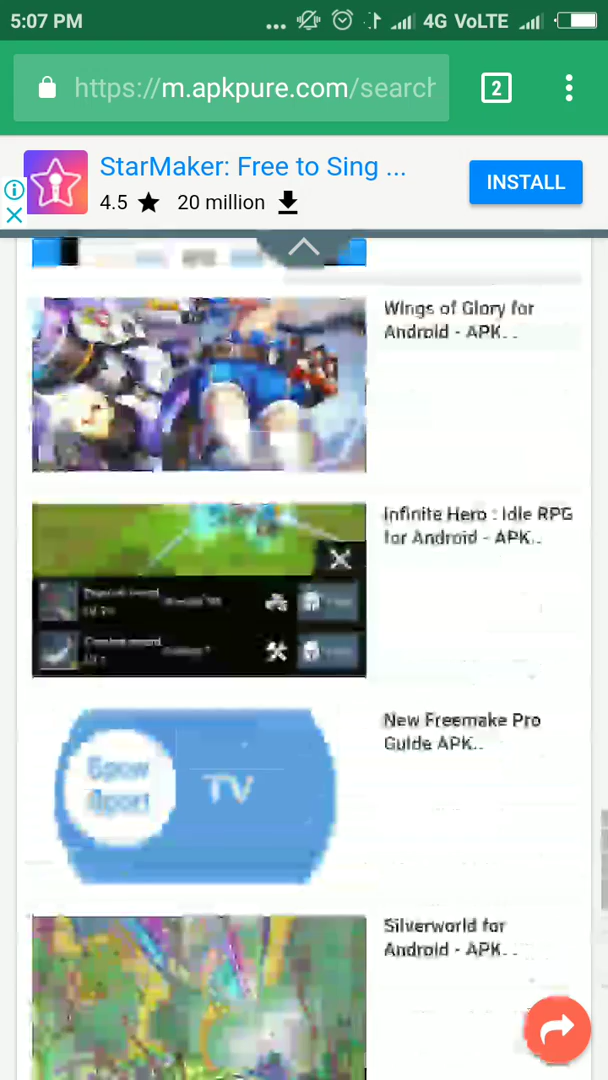 5:07 PM
... 4G VoLTE
https://m.apkpure.com/search
2
StarMaker: Free to Sing ...
4.5 ★ 20 million
INSTALL
Wings of Glory for
Android - APK..
Infinite Hero : Idle RPG
for Android - APK..
New Freemake Pro
Guide APK..
TV
Silverworld for
Android - APK..